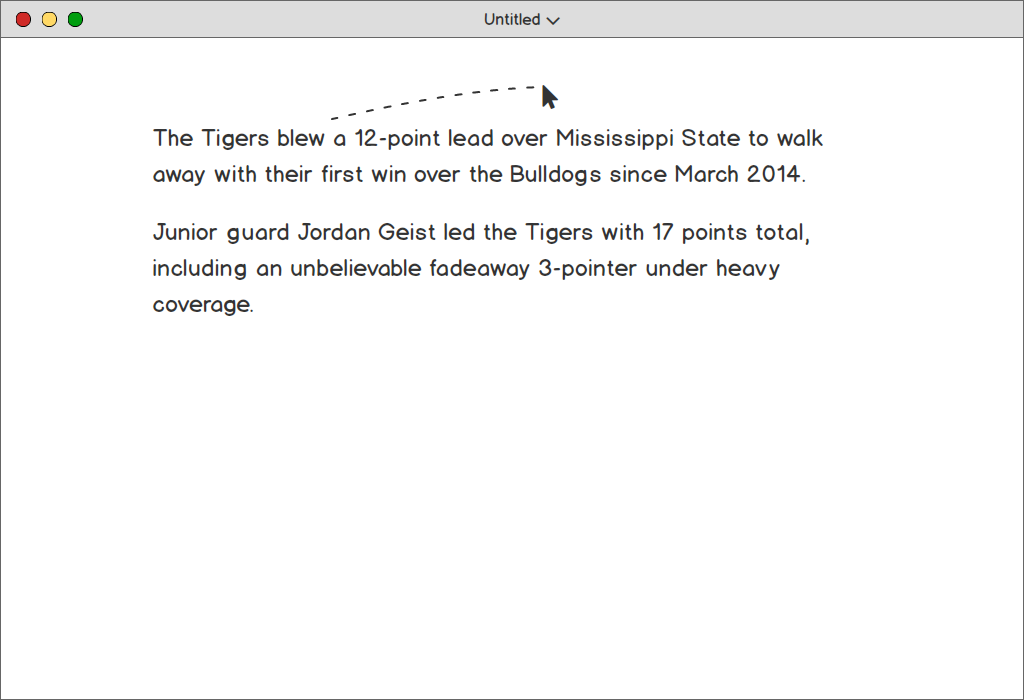 Untitled
The Tigers blew a 12-point lead over Mississippi State to walk
away with their first win over the Bulldogs since March 2014.
Junior guard Jordan Geist led the Tigers with 17 points total,
including an unbelievable fadeaway 3-pointer under heavy
coverage.